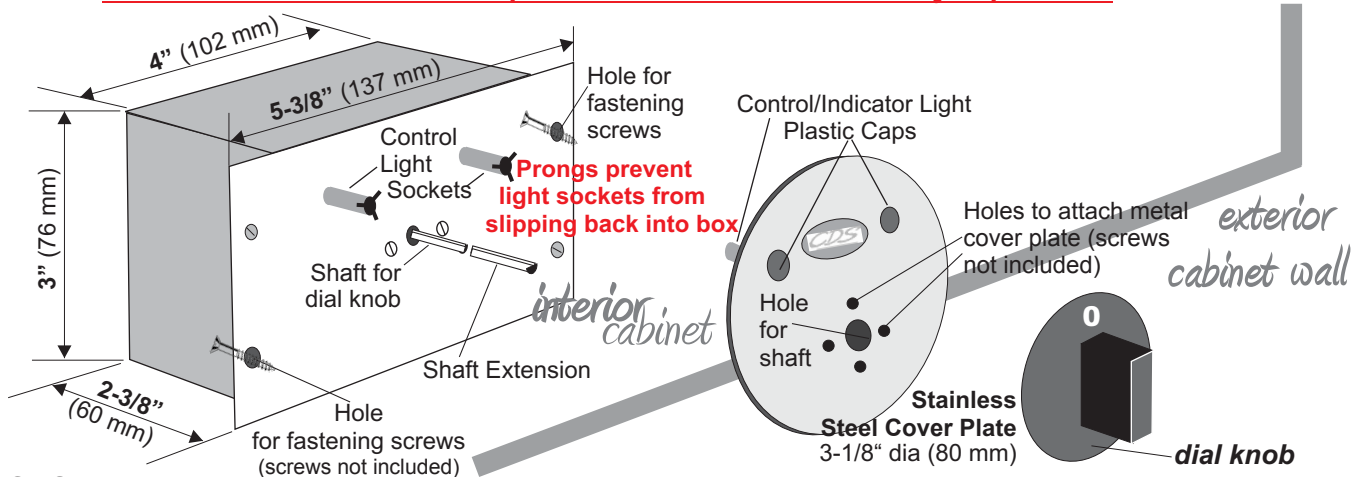 4” (102 mm)
5-3/8” (137 mm)
Hole for
fastening
screws
Control
Light
Sockets
Prongs prevent
light sockets from
slipping back into box
3” (76 mm)
Shaft for
dial knob
interior
cabinet
Shaft Extension
2-3/8”
(60 mm)
Hole
for fastening screws
(screws not included)
Control/Indicator Light
Plastic Caps
CDS
Holes to attach metal
cover plate (screws
not included)
Hole
for
shaft
exterior
cabinet wall
0
Stainless
Steel Cover Plate
3-1/8“ dia (80 mm)
dial knob